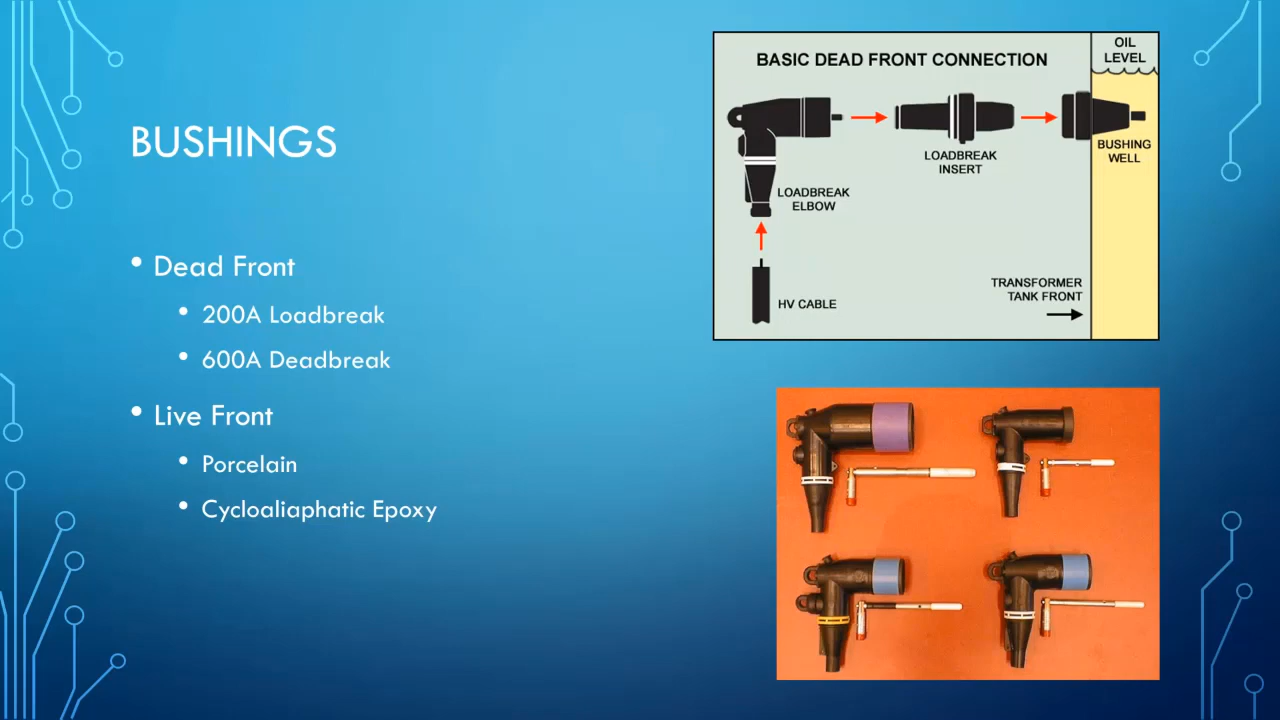 BUSHINGS
• Dead Front
• 200A Loadbreak
• 600A Deadbreak
• Live Front
• Porcelain
• Cycloaliaphatic Epoxy
BASIC DEAD FRONT CONNECTION
OIL
LEVEL
BUSHING
WELL
LOADBREAK
INSERT
LOADBREAK
ELBOW
HV CABLE
TRANSFORMER
TANK FRONT